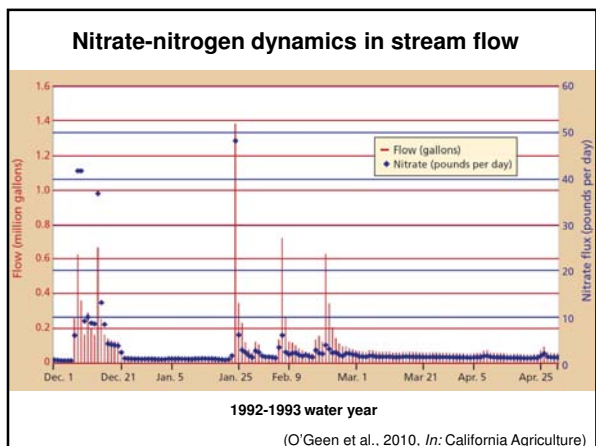 Nitrate-nitrogen dynamics in stream flow
1.6
1.4
1.2
1.0
0.8
0.6
0.4
0.2
0
Flow (million gallons)
60
50
40
30
20
10
0
Nitrate flux (pounds per day)
Flow (gallons)
Nitrate (pounds per day)
Dec. 1 Dec. 21 Jan. 5 Jan. 25 Feb. 9 Mar. 1 Mar. 21 Apr. 5 Apr. 25
1992-1993 water year
(O'Geen et al., 2010, In: California Agriculture)